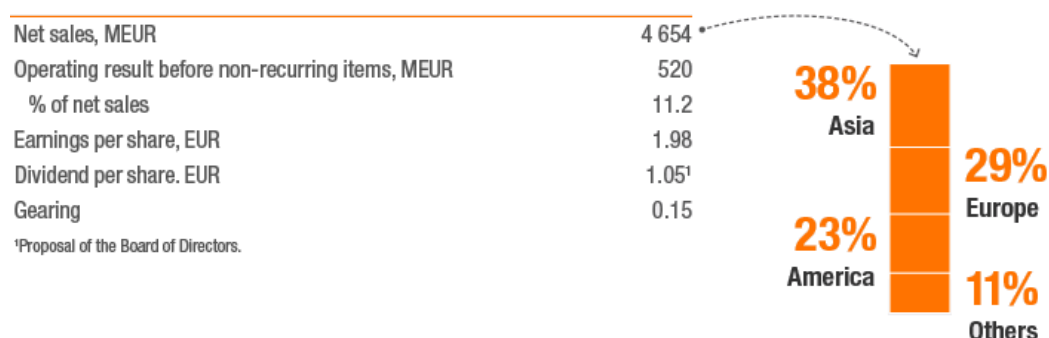 Net sales, MEUR 4 654
Operating result before non-recurring items, MEUR 520
% of net sales 11.2
Earnings per share, EUR 1.98
Dividend per share. EUR 1.05¹
Gearing 0.15
¹Proposal of the Board of Directors.
38%
Asia
29%
Europe
23%
America
11%
Others